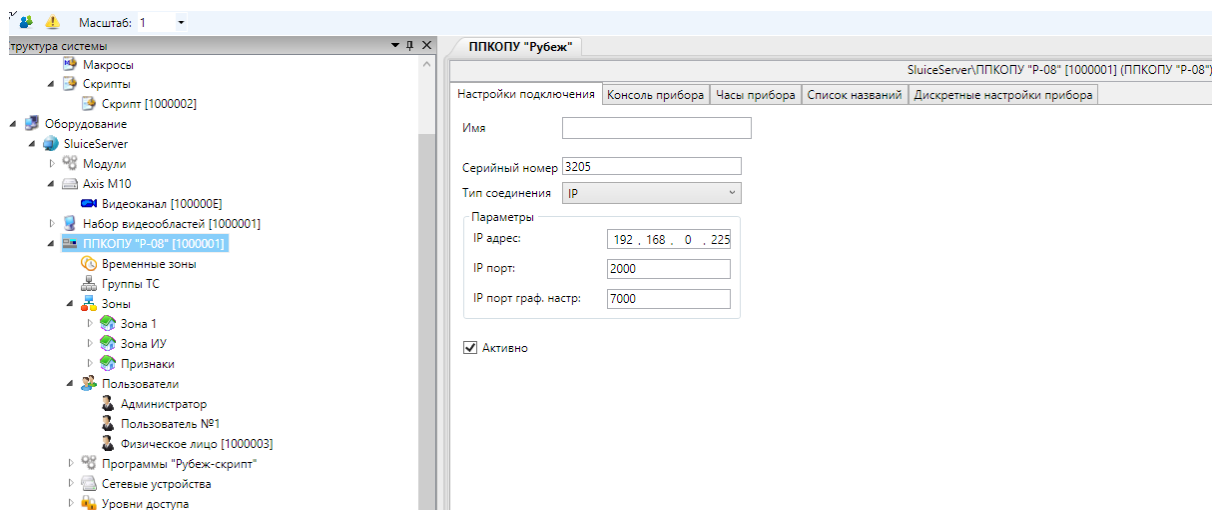 Масштаб: 1
труктура системы
Макросы
Скрипты
Скрипт [1000002]
Оборудование
SluiceServer
Модули
Axis M10
Видеоканал [100000E]
Набор видеообластей [1000001]
ППКОПУ "Р-08" [1000001]
Временные зоны
Группы ТС
Зоны
Зона 1
Зона ИУ
Признаки
Пользователи
Администратор
Пользователь №1
Физическое лицо [1000003]
Программы "Рубеж-скрипт"
Сетевые устройства
Уровни доступа
ППКОПУ "Рубеж"
SluiceServer\ППКОПУ "Р-08" [1000001] (ППКОПУ "Р-08")
Настройки подключения Консоль прибора Часы прибора Список названий Дискретные настройки прибора
Имя
Серийный номер 3205
Тип соединения IP
Параметры
IP адрес: 192 . 168 . 0 . 225
IP порт: 2000
IP порт граф. настр: 7000
Активно